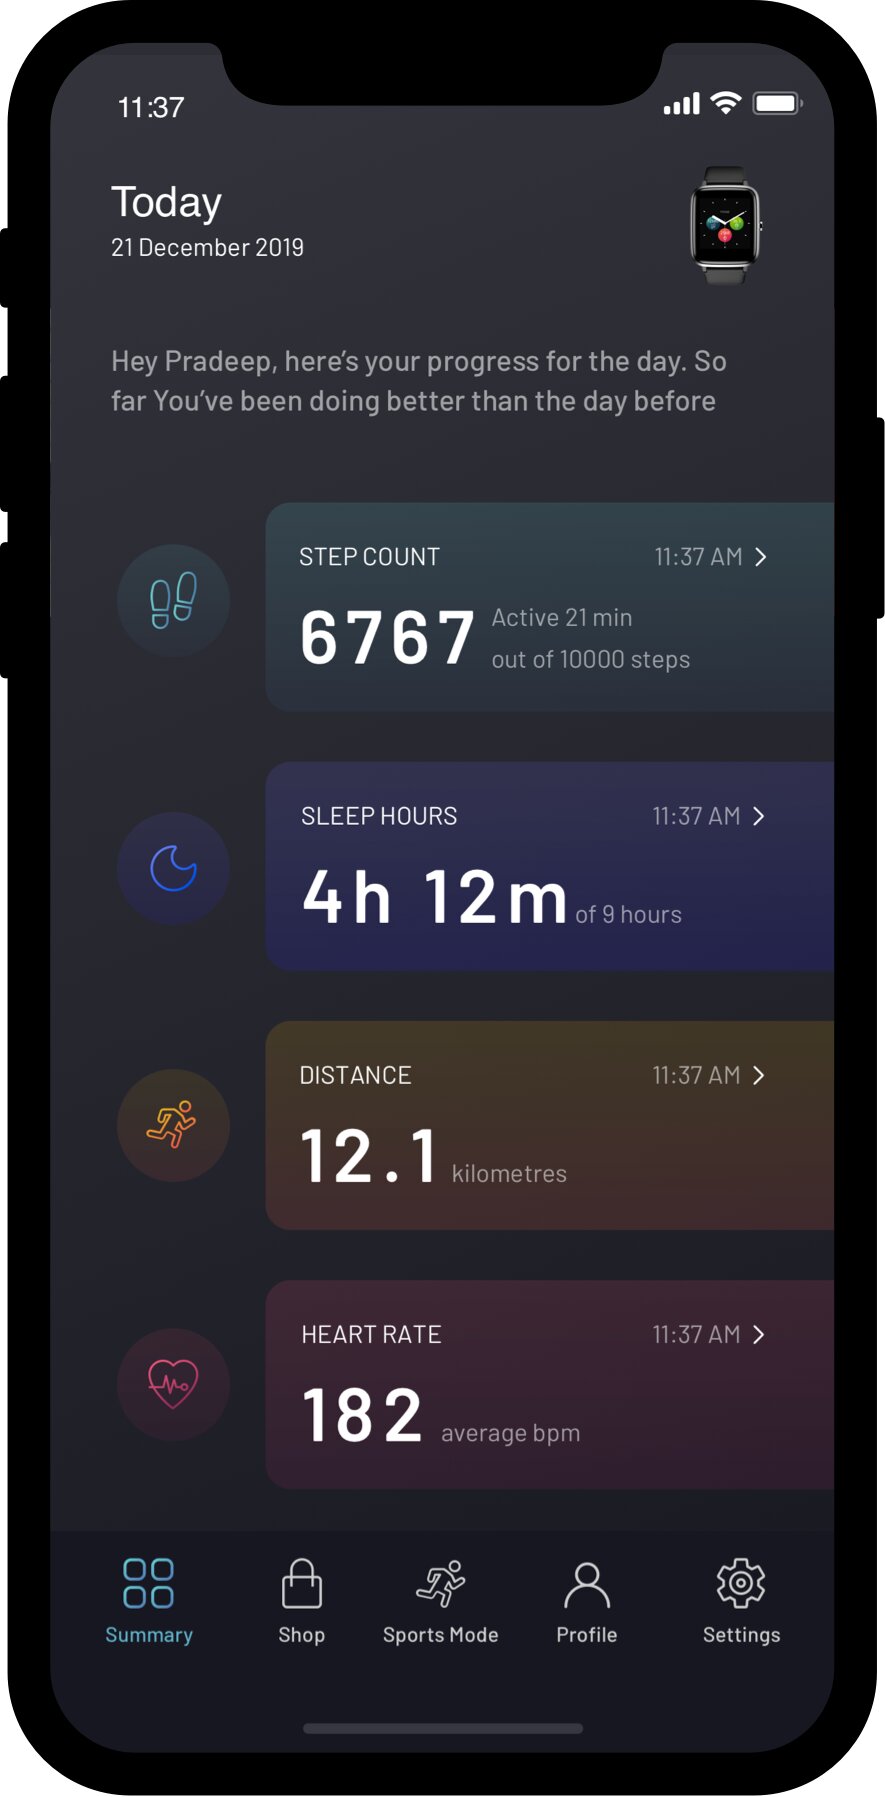 11:37
Today
21 December 2019
Hey Pradeep, here's your progress for the day. So
far You've been doing better than the day before
STEP COUNT 11:37 AM
6767 Active 21 min
out of 10000 steps
SLEEP HOURS 11:37 AM
4h 12m of 9 hours
DISTANCE 11:37 AM
12.1 kilometres
HEART RATE 11:37 AM
182 average bpm
Summary Shop Sports Mode Profile Settings